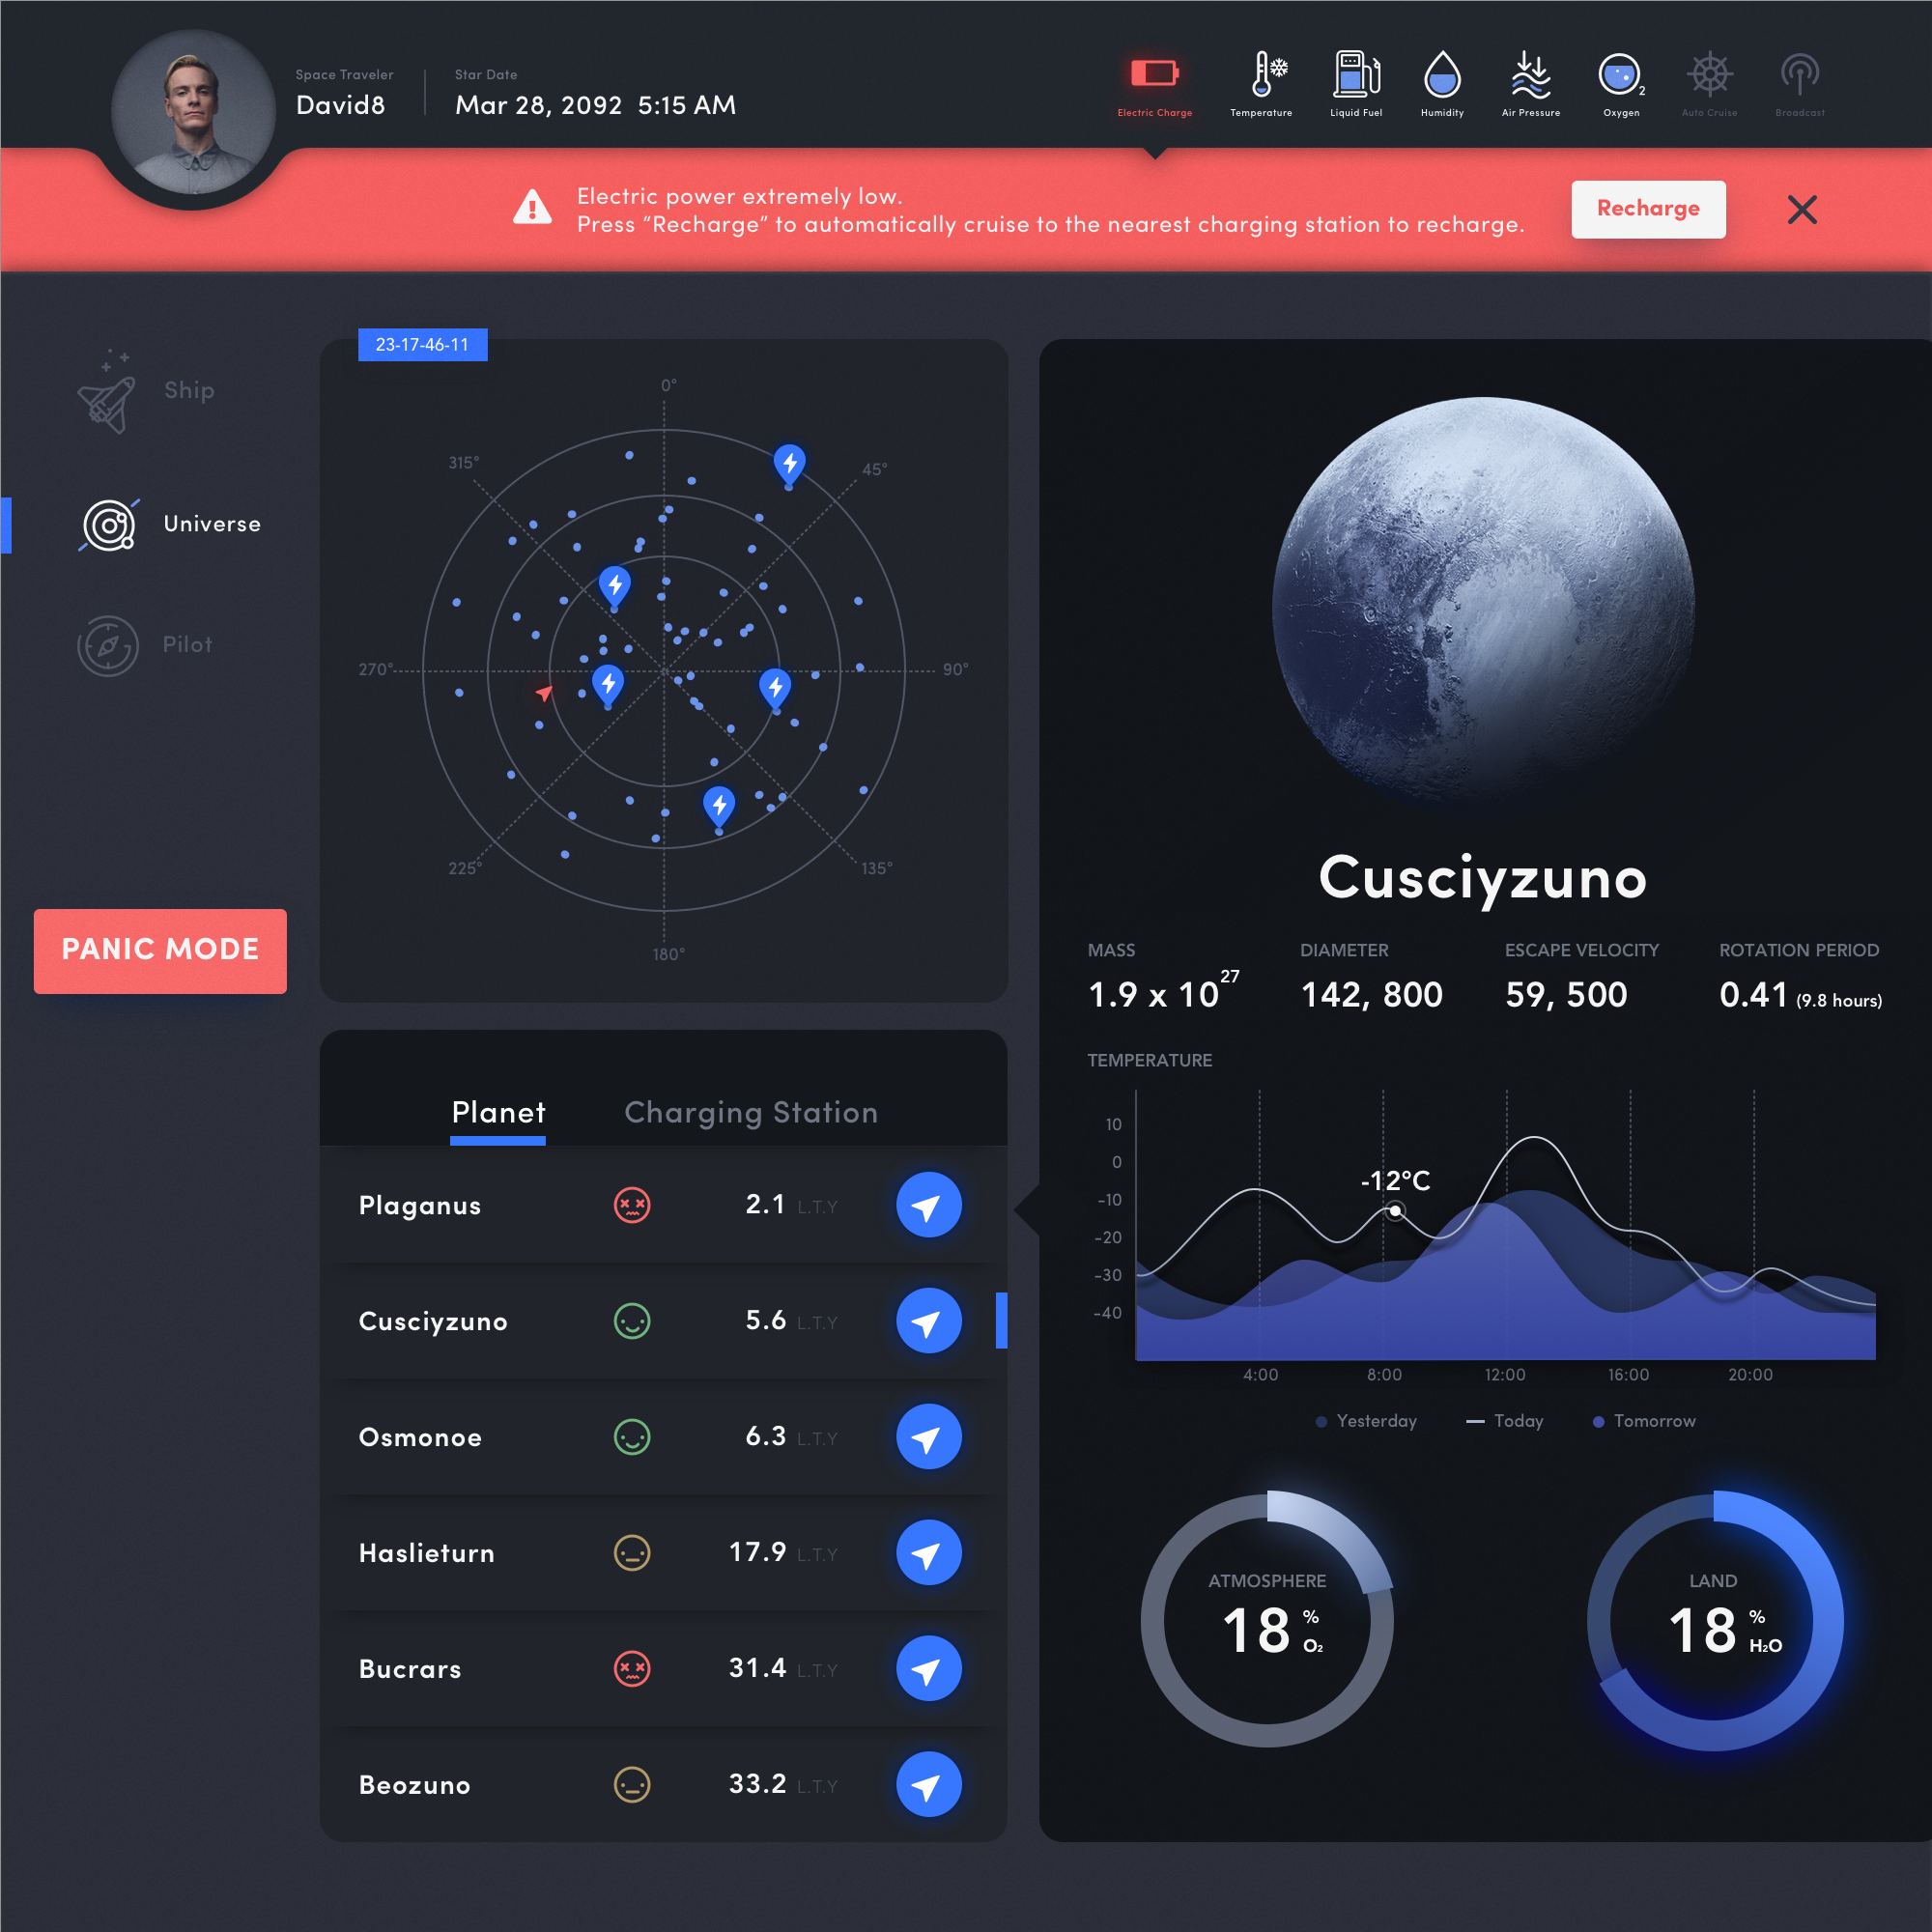 Space Traveler
David8
Star Date
Mar 28, 2092 5:15 AM
Electric Charge
Temperature
Liquid Fuel
Humidity
Air Pressure
2
Oxygen
Auto Cruise
Broadcast
Electric power extremely low.
Press “Recharge” to automatically cruise to the nearest charging station to recharge.
Recharge
Ship
Universe
Pilot
PANIC MODE
23-17-46-11
0°
45°
90°
135°
180°
225°
270°
315°
Planet
Charging Station
Plaganus 2.1 L.T.Y
Cusciyzuno 5.6 L.T.Y
Osmonoe 6.3 L.T.Y
Haslieturn 17.9 L.T.Y
Bucrars 31.4 L.T.Y
Beozuno 33.2 L.T.Y
Cusciyzuno
MASS
1.9 x 10²⁷
DIAMETER
142, 800
ESCAPE VELOCITY
59, 500
ROTATION PERIOD
0.41 (9.8 hours)
TEMPERATURE
10
0
-10
-20
-30
-40
-12°C
4:00 8:00 12:00 16:00 20:00
Yesterday Today Tomorrow
ATMOSPHERE
18 % O₂
LAND
18 % H₂O